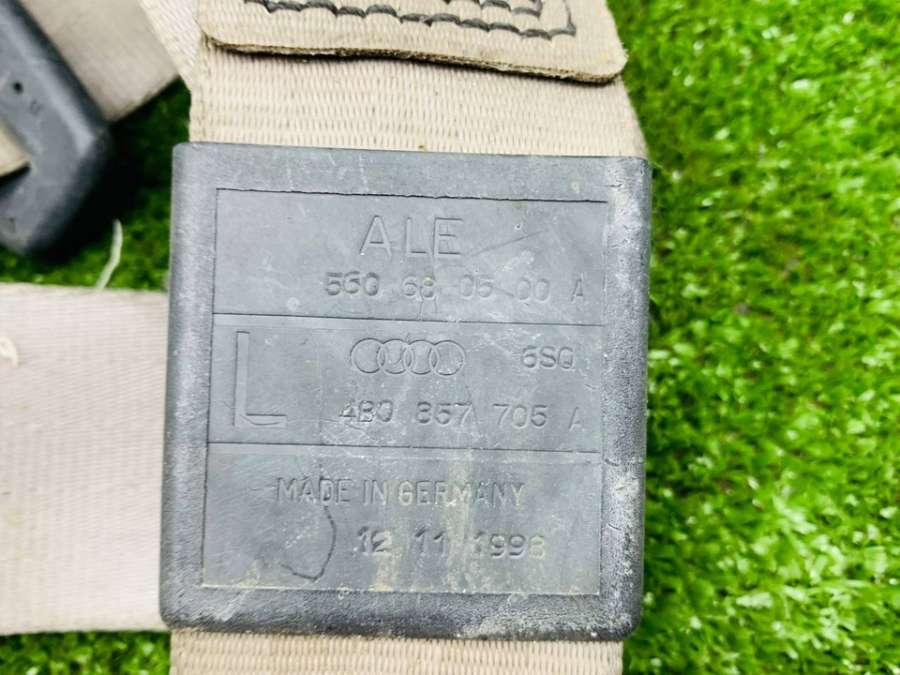 ALE
560 68 05 00 A
L 6SQ
4B0 857 705 A
MADE IN GERMANY
12 11 1998